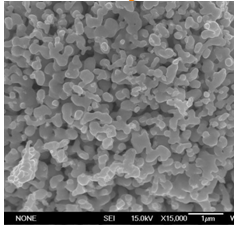 NONE SEI 15.0kV X15,000 1μm